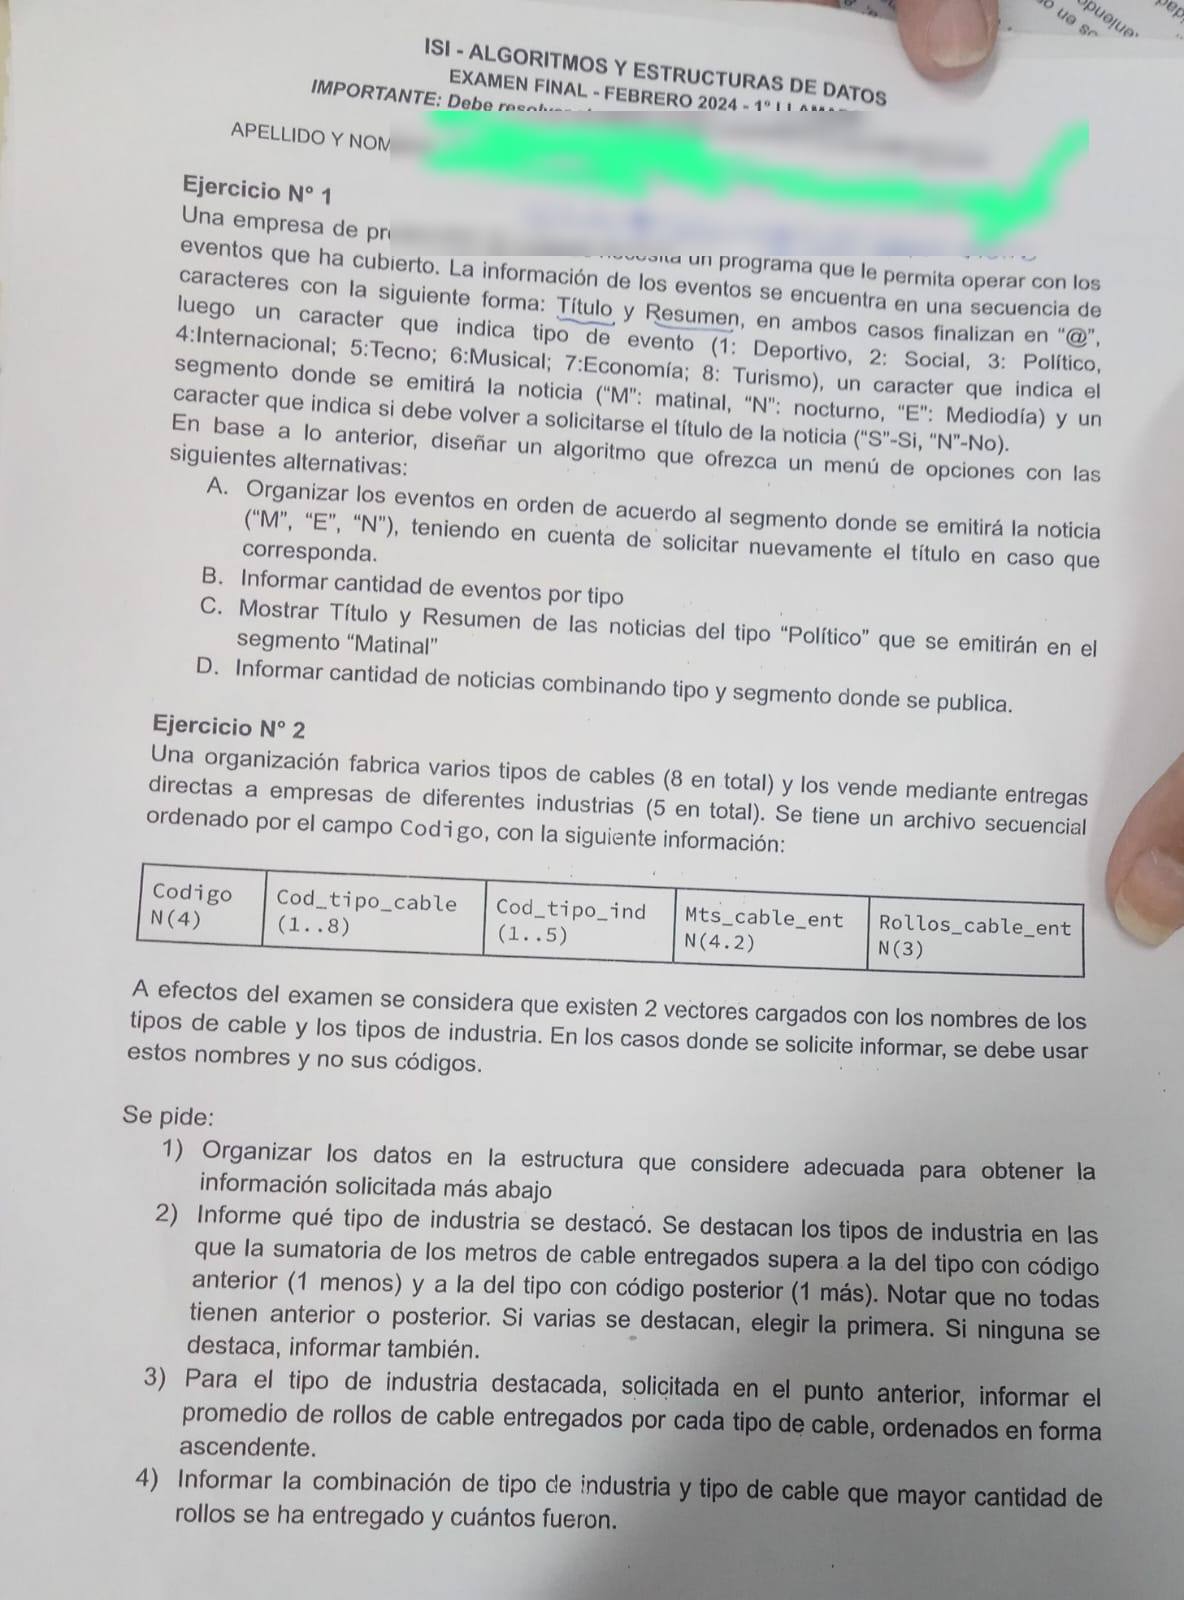 ISI - ALGORITMOS Y ESTRUCTURAS DE DATOS
EXAMEN FINAL - FEBRERO 2024 - 1°
IMPORTANTE: Debe
APELLIDO Y NOM
Ejercicio N° 1
Una empresa de un programa que le permita operar con los
eventos que ha cubierto. La información de los eventos se encuentra en una secuencia de
caracteres con la siguiente forma: Título y Resumen, en ambos casos finalizan en "@",
luego un caracter que indica tipo de evento (1: Deportivo, 2: Social, 3: Político,
4:Internacional; 5:Tecno; 6:Musical; 7:Economía; 8: Turismo), un caracter que indica el
segmento donde se emitirá la noticia ("M": matinal, "N": nocturno, "E": Mediodía) y un
caracter que indica si debe volver a solicitarse el título de la noticia ("S"-Si, "N"-No).
En base a lo anterior, diseñar un algoritmo que ofrezca un menú de opciones con las
siguientes alternativas:
A. Organizar los eventos en orden de acuerdo al segmento donde se emitirá la noticia
("M", "E", "N"), teniendo en cuenta de solicitar nuevamente el título en caso que
corresponda.
B. Informar cantidad de eventos por tipo
C. Mostrar Título y Resumen de las noticias del tipo "Político" que se emitirán en el
segmento "Matinal"
D. Informar cantidad de noticias combinando tipo y segmento donde se publica.
Ejercicio N° 2
Una organización fabrica varios tipos de cables (8 en total) y los vende mediante entregas
directas a empresas de diferentes industrias (5 en total). Se tiene un archivo secuencial
ordenado por el campo Codigo, con la siguiente información:
Codigo Cod_tipo_cable Cod_tipo_ind Mts_cable_ent Rollos_cable_ent
N(4) (1..8) (1..5) N(4.2) N(3)
A efectos del examen se considera que existen 2 vectores cargados con los nombres de los
tipos de cable y los tipos de industria. En los casos donde se solicite informar, se debe usar
estos nombres y no sus códigos.
Se pide:
1) Organizar los datos en la estructura que considere adecuada para obtener la
información solicitada más abajo
2) Informe qué tipo de industria se destacó. Se destacan los tipos de industria en las
que la sumatoria de los metros de cable entregados supera a la del tipo con código
anterior (1 menos) y a la del tipo con código posterior (1 más). Notar que no todas
tienen anterior o posterior. Si varias se destacan, elegir la primera. Si ninguna se
destaca, informar también.
3) Para el tipo de industria destacada, solicitada en el punto anterior, informar el
promedio de rollos de cable entregados por cada tipo de cable, ordenados en forma
ascendente.
4) Informar la combinación de tipo de industria y tipo de cable que mayor cantidad de
rollos se ha entregado y cuántos fueron.